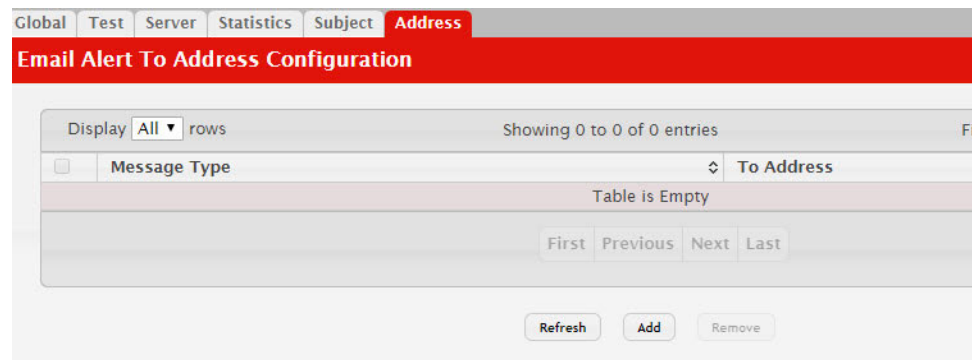 Global Test Server Statistics Subject Address
Email Alert To Address Configuration
Display All ▼ rows Showing 0 to 0 of 0 entries
Message Type To Address
Table is Empty
First Previous Next Last
Refresh Add Remove